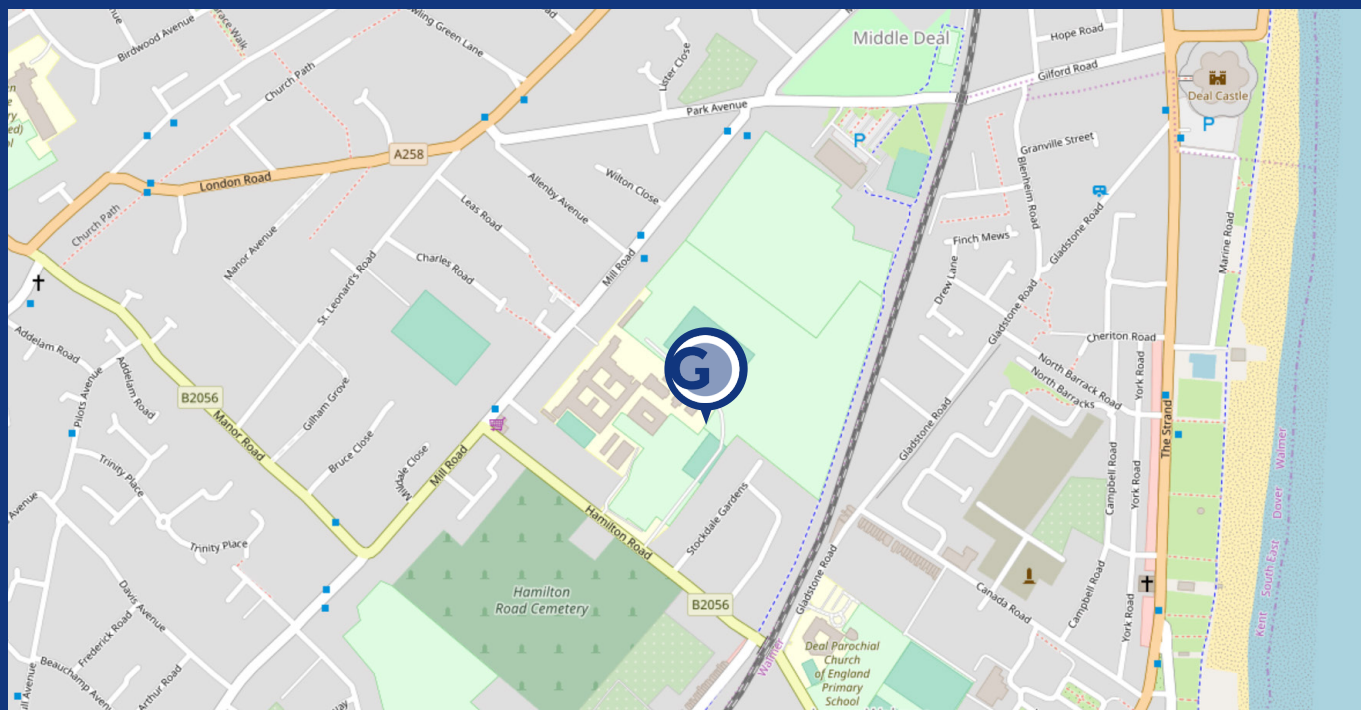 Birdwood Avenue
Church Path
Lister Close
Middle Deal
Hope Road
Gilford Road
Deal Castle
P
Park Avenue
P
A258
London Road
Allenby Avenue
Wilton Close
Granville Street
Blenheim Road
Gladstone Road
Leas Road
Church Path
Manor Avenue
St. Leonard's Road
Charles Road
Mill Road
Finch Mews
Drew Lane
Marine Road
Gladstone Road
Cheriton Road
Addelam Road
Addelam Road
Pilots Avenue
G
North Barrack Road
North Barracks
York Road
B2056
Manor Road
Gilham Grove
Bruce Close
Mill Road
Gladstone Road
The Strand
Campbell Road
York Road
Trinity Place
Trinity Place
Hamilton Road
Stockdale Gardens
Hamilton
Road Cemetery
B2056
Gladstone Road
Canada Road
Campbell Road
York Road
Davis Avenue
Frederick Road
Arthur Road
Walmer
Deal Parochial
Church
of England
Primary
School
Kent South East Dover Walmer